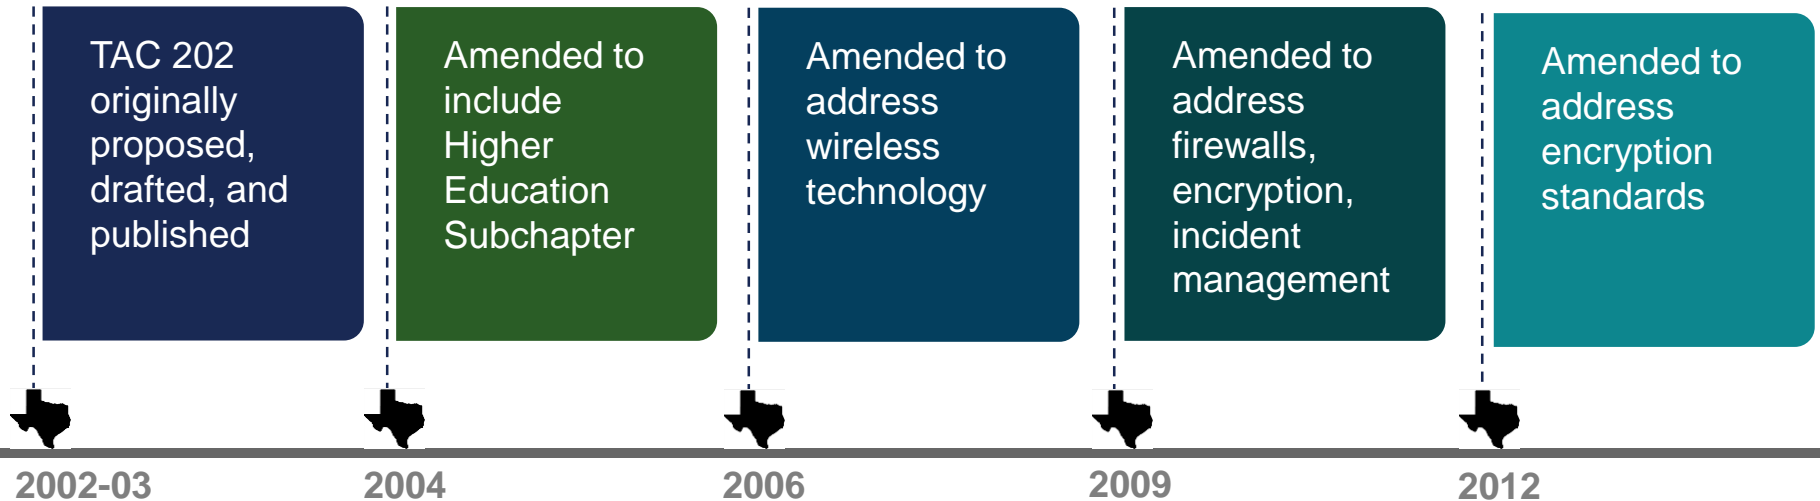 TAC 202
originally
proposed,
drafted, and
published
Amended to
include
Higher
Education
Subchapter
Amended to
address
wireless
technology
Amended to
address
firewalls,
encryption,
incident
management
Amended to
address
encryption
standards
2002-03
2004
2006
2009
2012